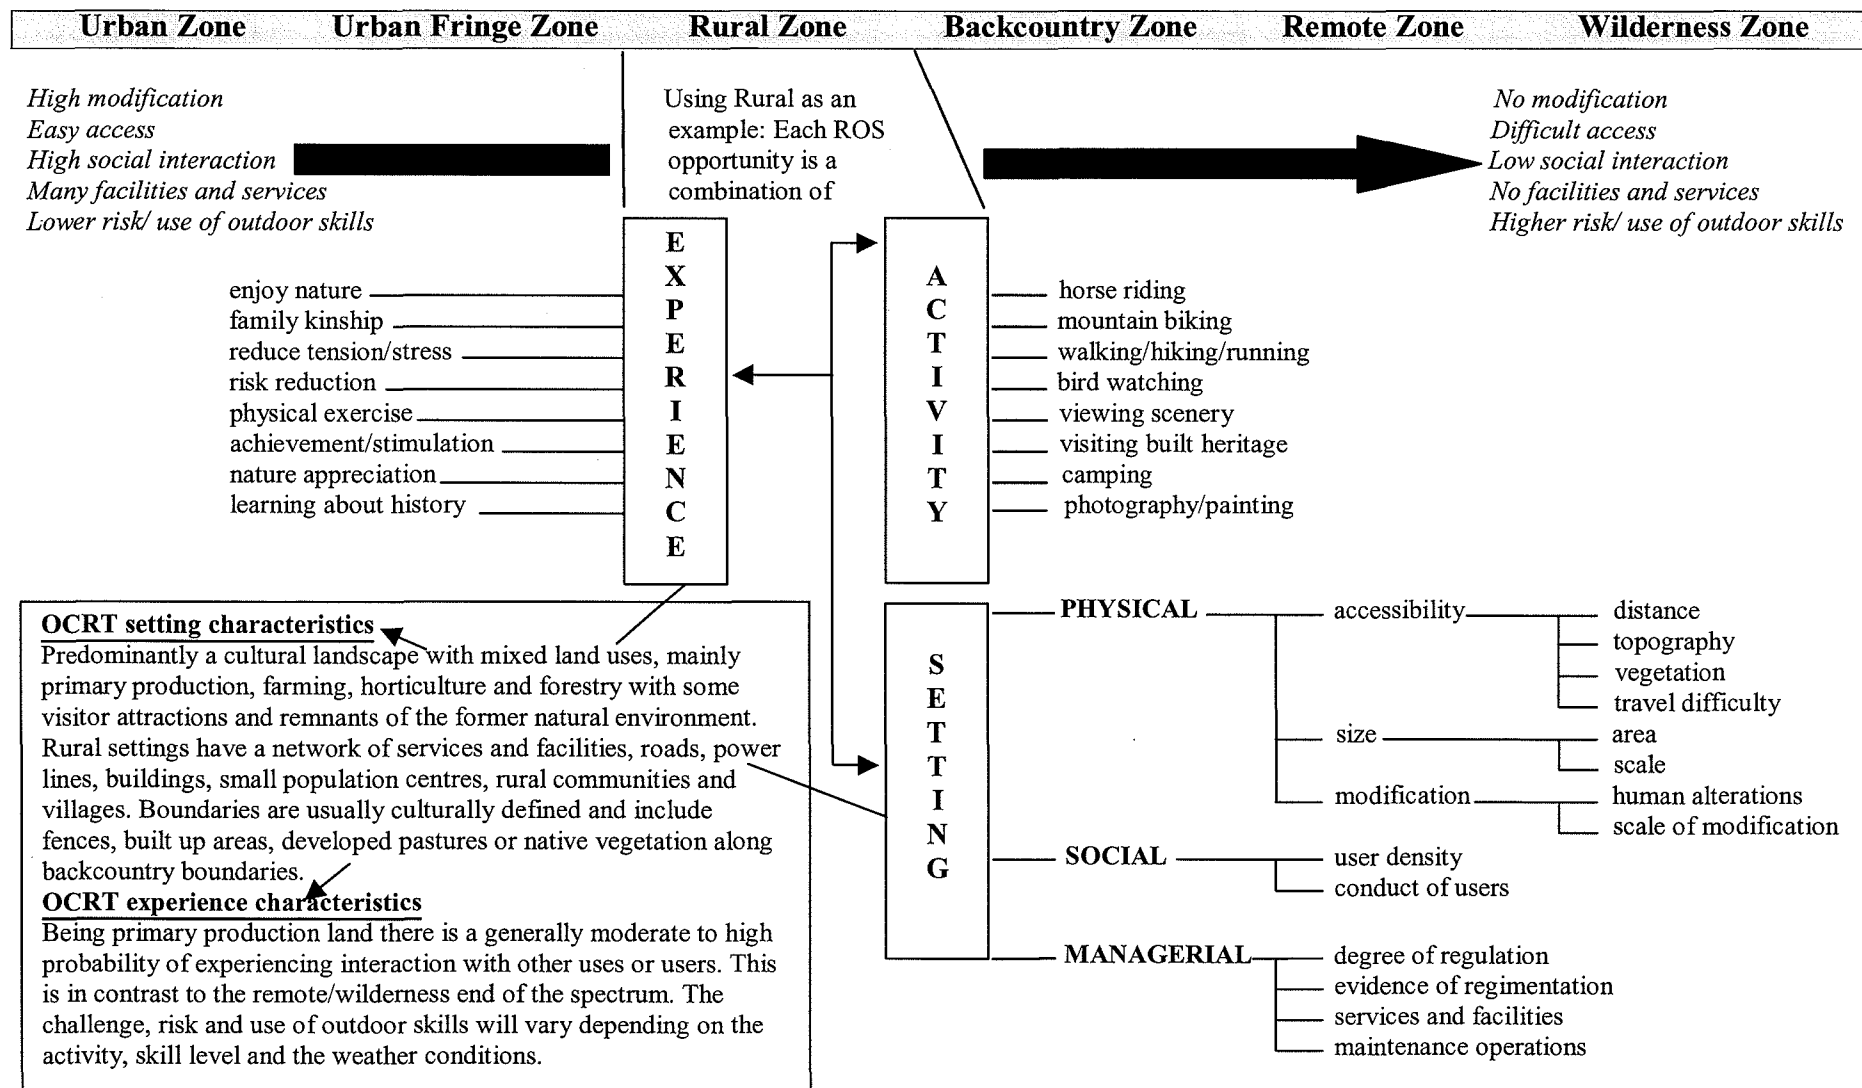 Urban Zone Urban Fringe Zone Rural Zone Backcountry Zone Remote Zone Wilderness Zone
High modification
Easy access
High social interaction
Many facilities and services
Lower risk/ use of outdoor skills
Using Rural as an
example: Each ROS
opportunity is a
combination of
No modification
Difficult access
Low social interaction
No facilities and services
Higher risk/ use of outdoor skills
EXPERIENCE
enjoy nature
family kinship
reduce tension/stress
risk reduction
physical exercise
achievement/stimulation
nature appreciation
learning about history
ACTIVITY
horse riding
mountain biking
walking/hiking/running
bird watching
viewing scenery
visiting built heritage
camping
photography/painting
OCRT setting characteristics
Predominantly a cultural landscape with mixed land uses, mainly
primary production, farming, horticulture and forestry with some
visitor attractions and remnants of the former natural environment.
Rural settings have a network of services and facilities, roads, power
lines, buildings, small population centres, rural communities and
villages. Boundaries are usually culturally defined and include
fences, built up areas, developed pastures or native vegetation along
backcountry boundaries.
OCRT experience characteristics
Being primary production land there is a generally moderate to high
probability of experiencing interaction with other uses or users. This
is in contrast to the remote/wilderness end of the spectrum. The
challenge, risk and use of outdoor skills will vary depending on the
activity, skill level and the weather conditions.
SETTING
PHYSICAL
accessibility
distance
topography
vegetation
travel difficulty
size
area
scale
modification
human alterations
scale of modification
SOCIAL
user density
conduct of users
MANAGERIAL
degree of regulation
evidence of regimentation
services and facilities
maintenance operations